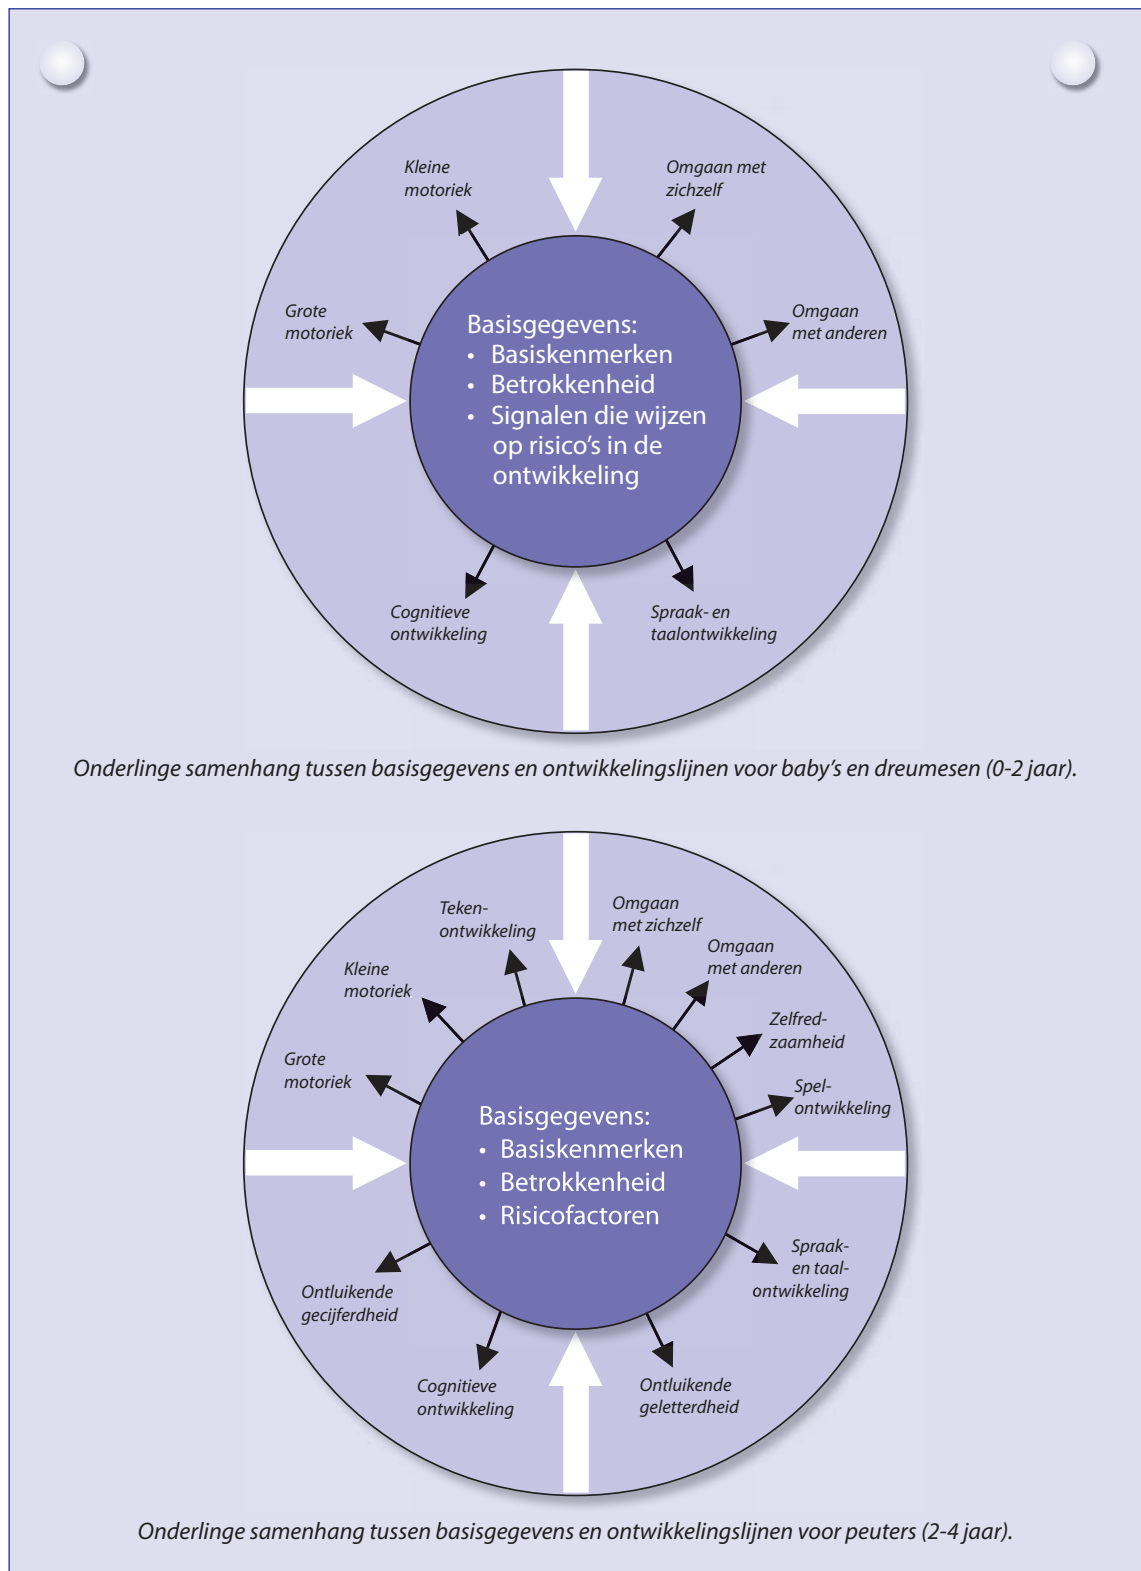 Kleine
motoriek
Omgaan met
zichzelf
Grote
motoriek
Omgaan
met anderen
Basisgegevens:
• Basiskenmerken
• Betrokkenheid
• Signalen die wijzen
op risico’s in de
ontwikkeling
Cognitieve
ontwikkeling
Spraak- en
taalontwikkeling
Onderlinge samenhang tussen basisgegevens en ontwikkelingslijnen voor baby’s en dreumesen (0-2 jaar).
Teken-
ontwikkeling
Omgaan
met zichzelf
Kleine
motoriek
Omgaan
met anderen
Grote
motoriek
Zelfred-
zaamheid
Spel-
ontwikkeling
Basisgegevens:
• Basiskenmerken
• Betrokkenheid
• Risicofactoren
Spraak-
en taal-
ontwikkeling
Ontluikende
gecijferdheid
Cognitieve
ontwikkeling
Ontluikende
geletterdheid
Onderlinge samenhang tussen basisgegevens en ontwikkelingslijnen voor peuters (2-4 jaar).